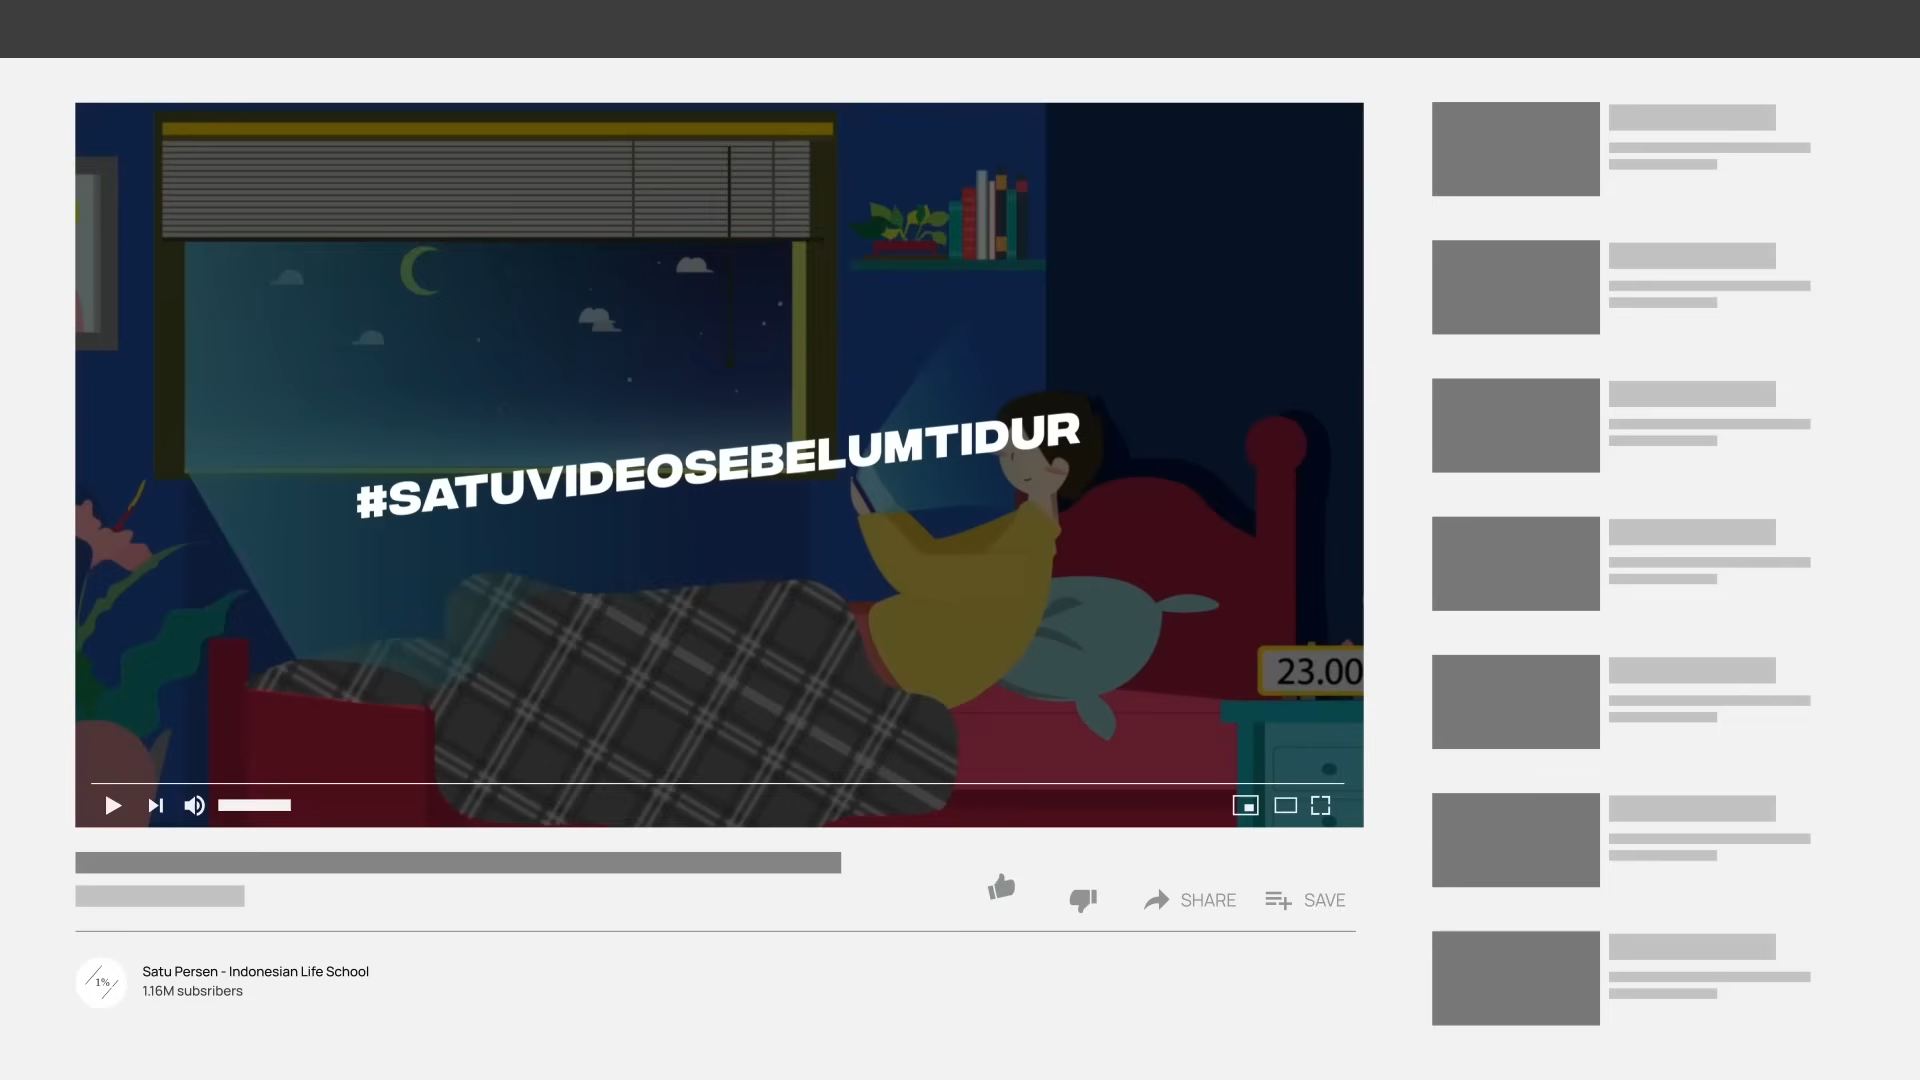 #SATUVIDEOSEBELUMTIDUR
23.00
SHARE
SAVE
1%
Satu Persen - Indonesian Life School
1.16M subsribers